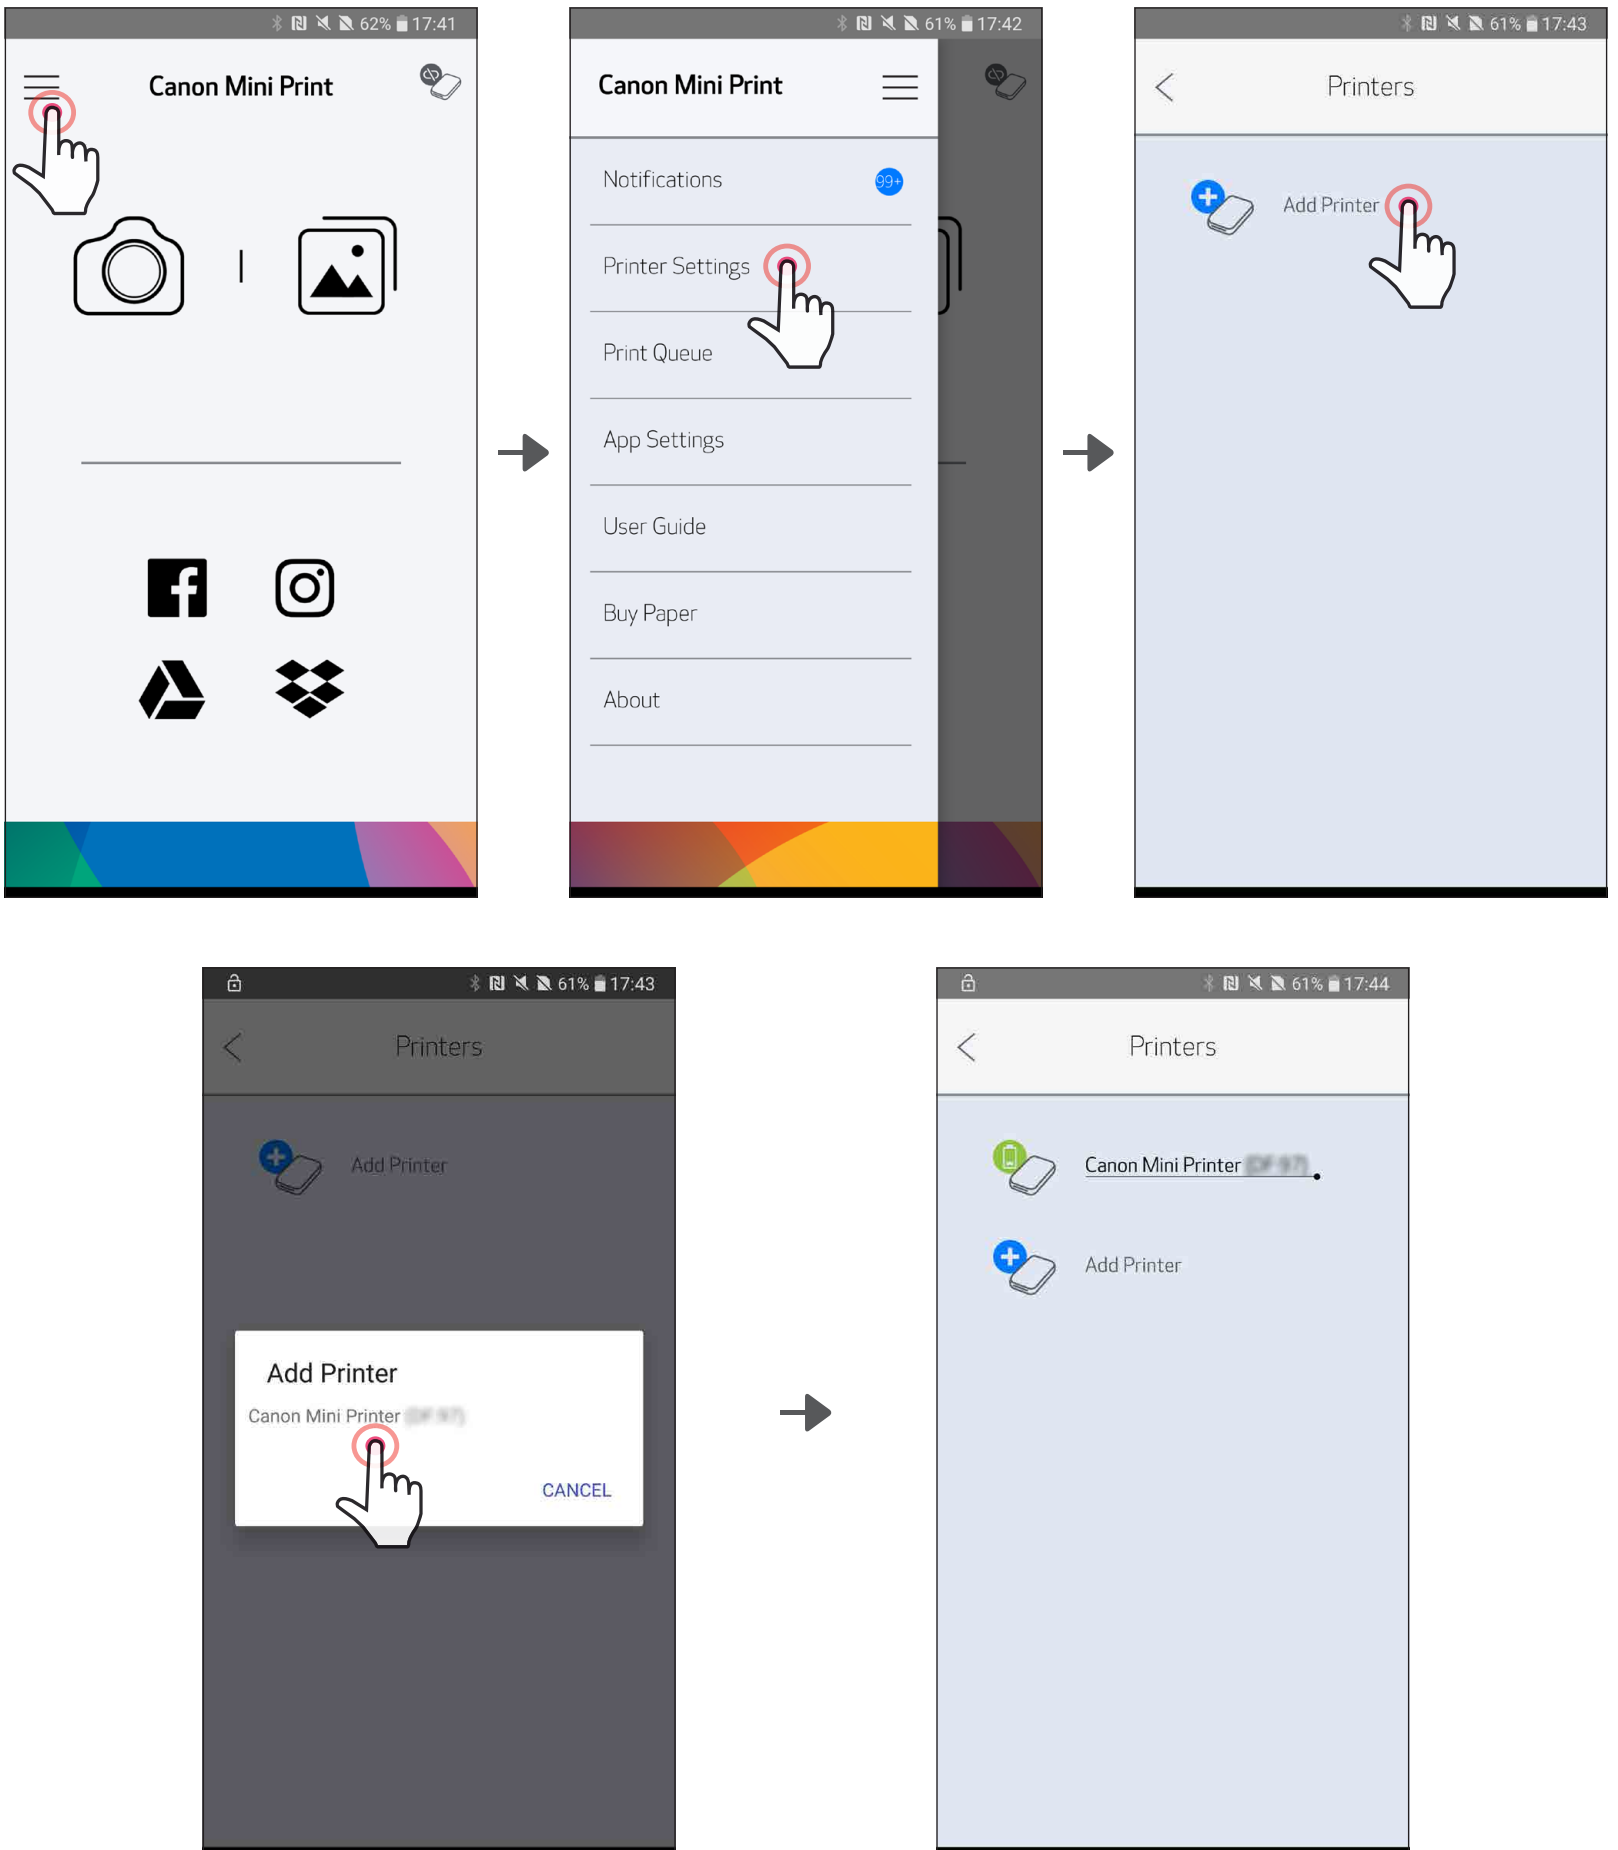 62% 17:41
Canon Mini Print
61% 17:42
Canon Mini Print
Notifications
99+
Printer Settings
Print Queue
App Settings
User Guide
Buy Paper
About
61% 17:43
Printers
Add Printer
61% 17:43
Printers
Add Printer
Add Printer
Canon Mini Printer
CANCEL
61% 17:44
Printers
Canon Mini Printer
Add Printer